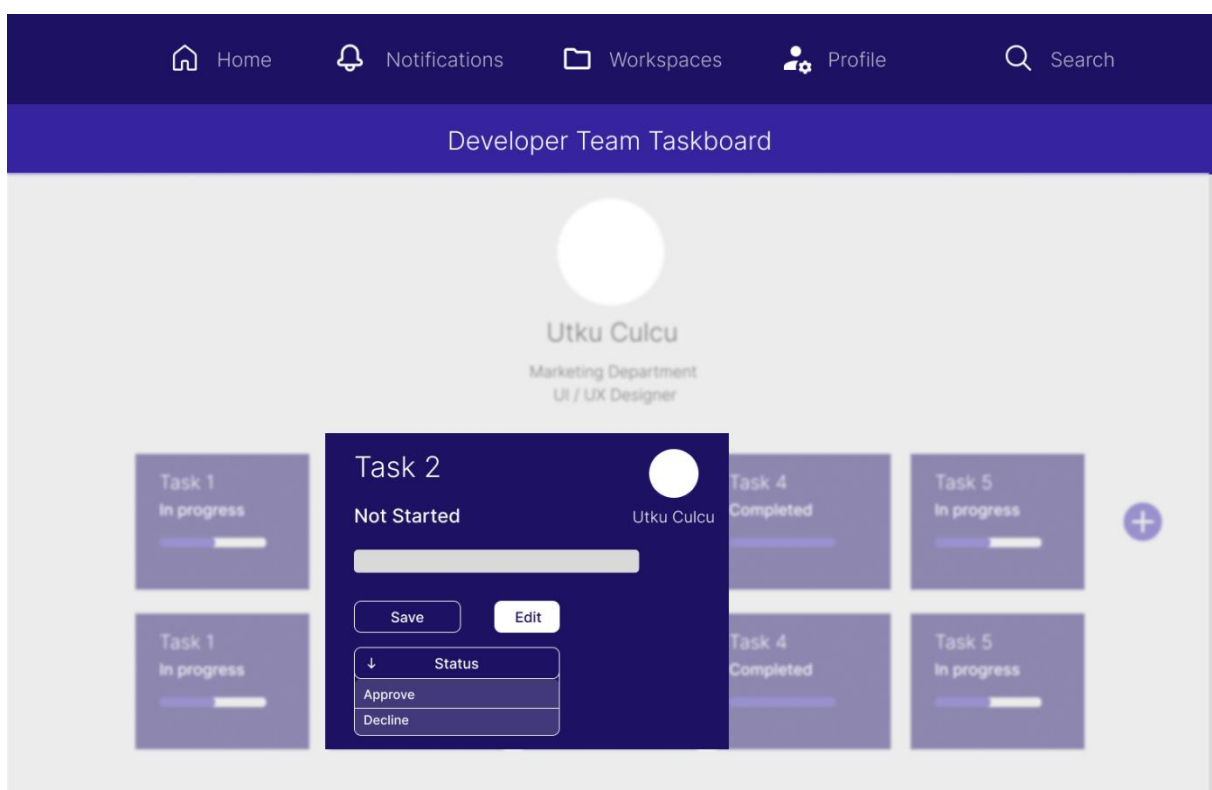 Home Notifications Workspaces Profile Search
Developer Team Taskboard
Utku Culcu
Marketing Department
UI / UX Designer
Task 1
In progress
Task 2
Not Started
Utku Culcu
Save Edit
↓ Status
Approve
Decline
Task 4
Completed
Task 5
In progress
Task 1
In progress
Task 4
Completed
Task 5
In progress